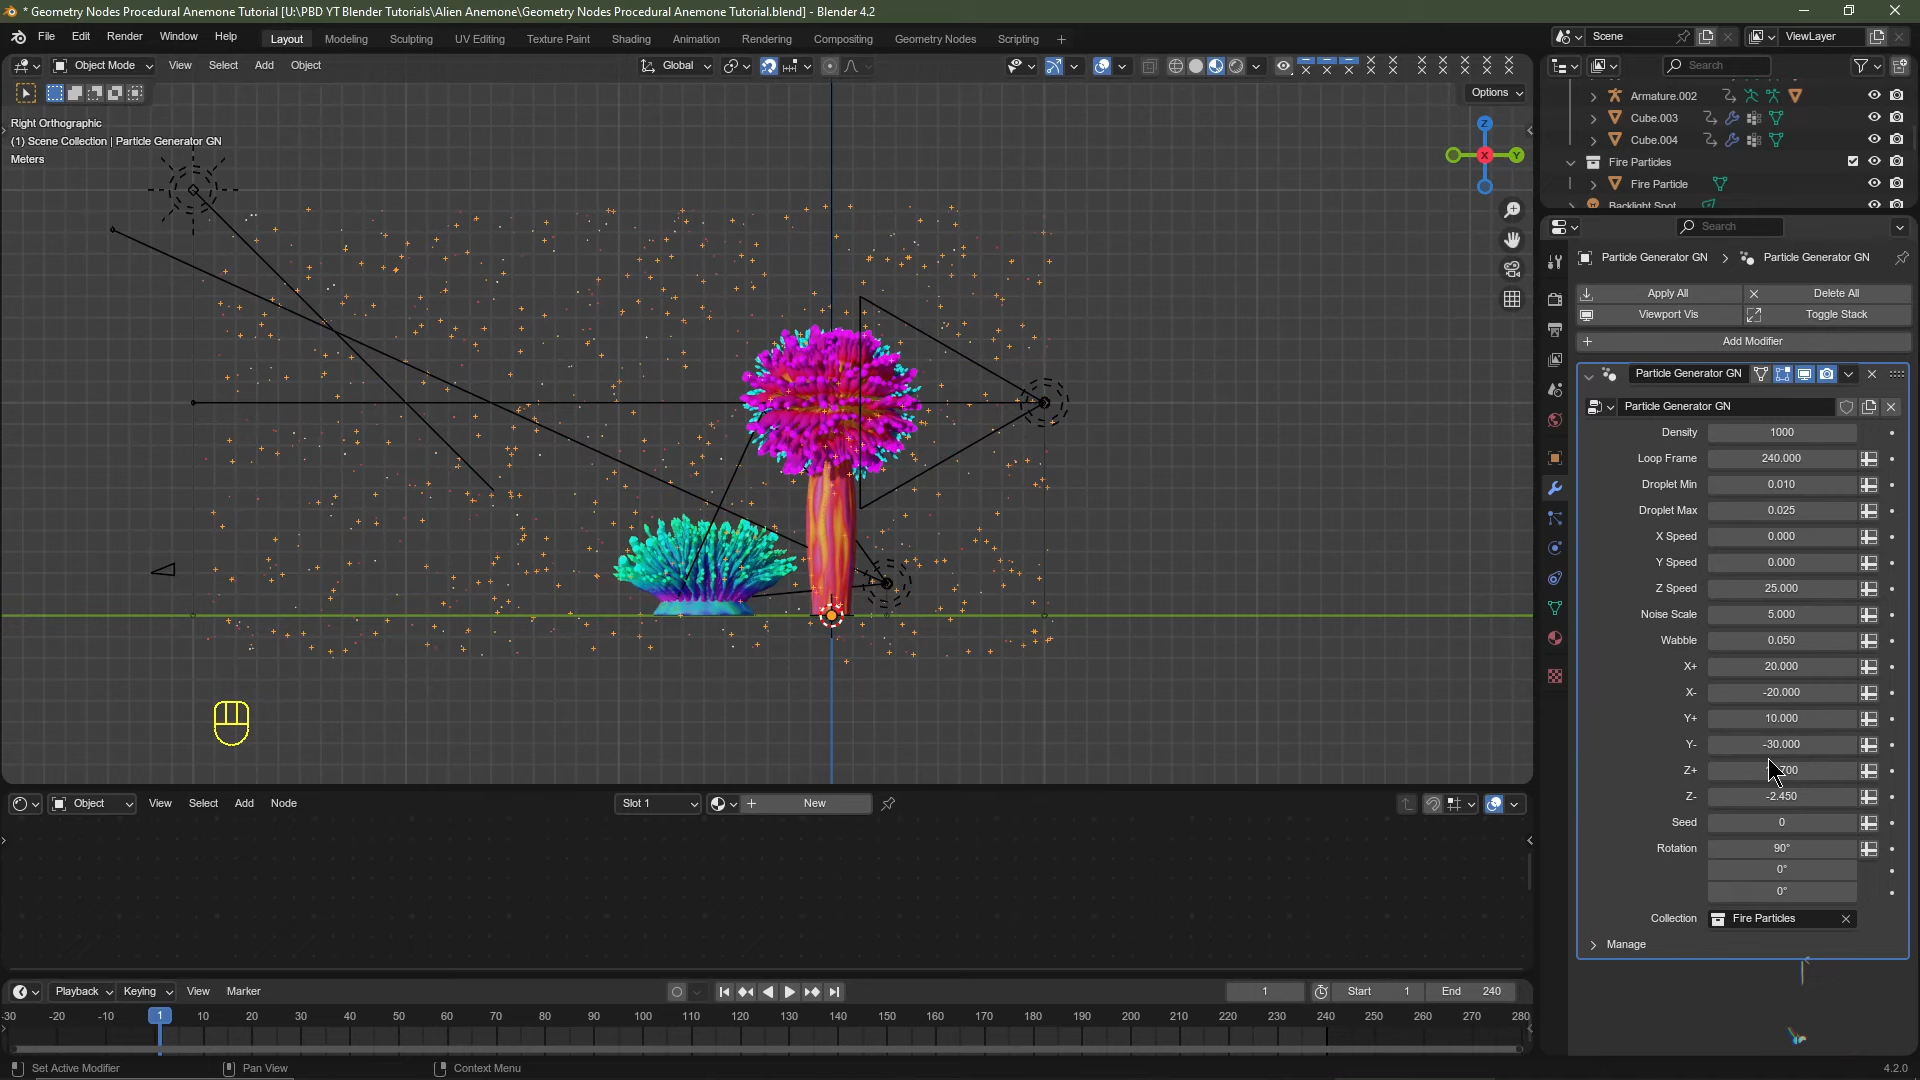 * Geometry Nodes Procedural Anemone Tutorial [U:\PBD YT Blender Tutorials\Alien Anemone\Geometry Nodes Procedural Anemone Tutorial.blend] - Blender 4.2
File Edit Render Window Help Layout Modeling Sculpting UV Editing Texture Paint Shading Animation Rendering Compositing Geometry Nodes Scripting + Scene ViewLayer
Object Mode View Select Add Object Global Search
Options
Right Orthographic
(1) Scene Collection | Particle Generator GN
Meters
Z
Y
X
Armature.002
Cube.003
Cube.004
Fire Particles
Fire Particle
Backlight Spot
Search
Particle Generator GN > Particle Generator GN
Apply All Delete All
Viewport Vis Toggle Stack
Add Modifier
Particle Generator GN
Particle Generator GN
Density 1000
Loop Frame 240.000
Droplet Min 0.010
Droplet Max 0.025
X Speed 0.000
Y Speed 0.000
Z Speed 25.000
Noise Scale 5.000
Wabble 0.050
X+ 20.000
X- -20.000
Y+ 10.000
Y- -30.000
Z+
Z- -2.450
Seed 0
Rotation 90°
0°
0°
Collection Fire Particles
Manage
Object View Select Add Node Slot 1 New
Playback Keying View Marker 1 Start 1 End 240
-30 -20 -10 1 10 20 30 40 50 60 70 80 90 100 110 120 130 140 150 160 170 180 190 200 210 220 230 240 250 260 270 280
Set Active Modifier Pan View Context Menu 4.2.0